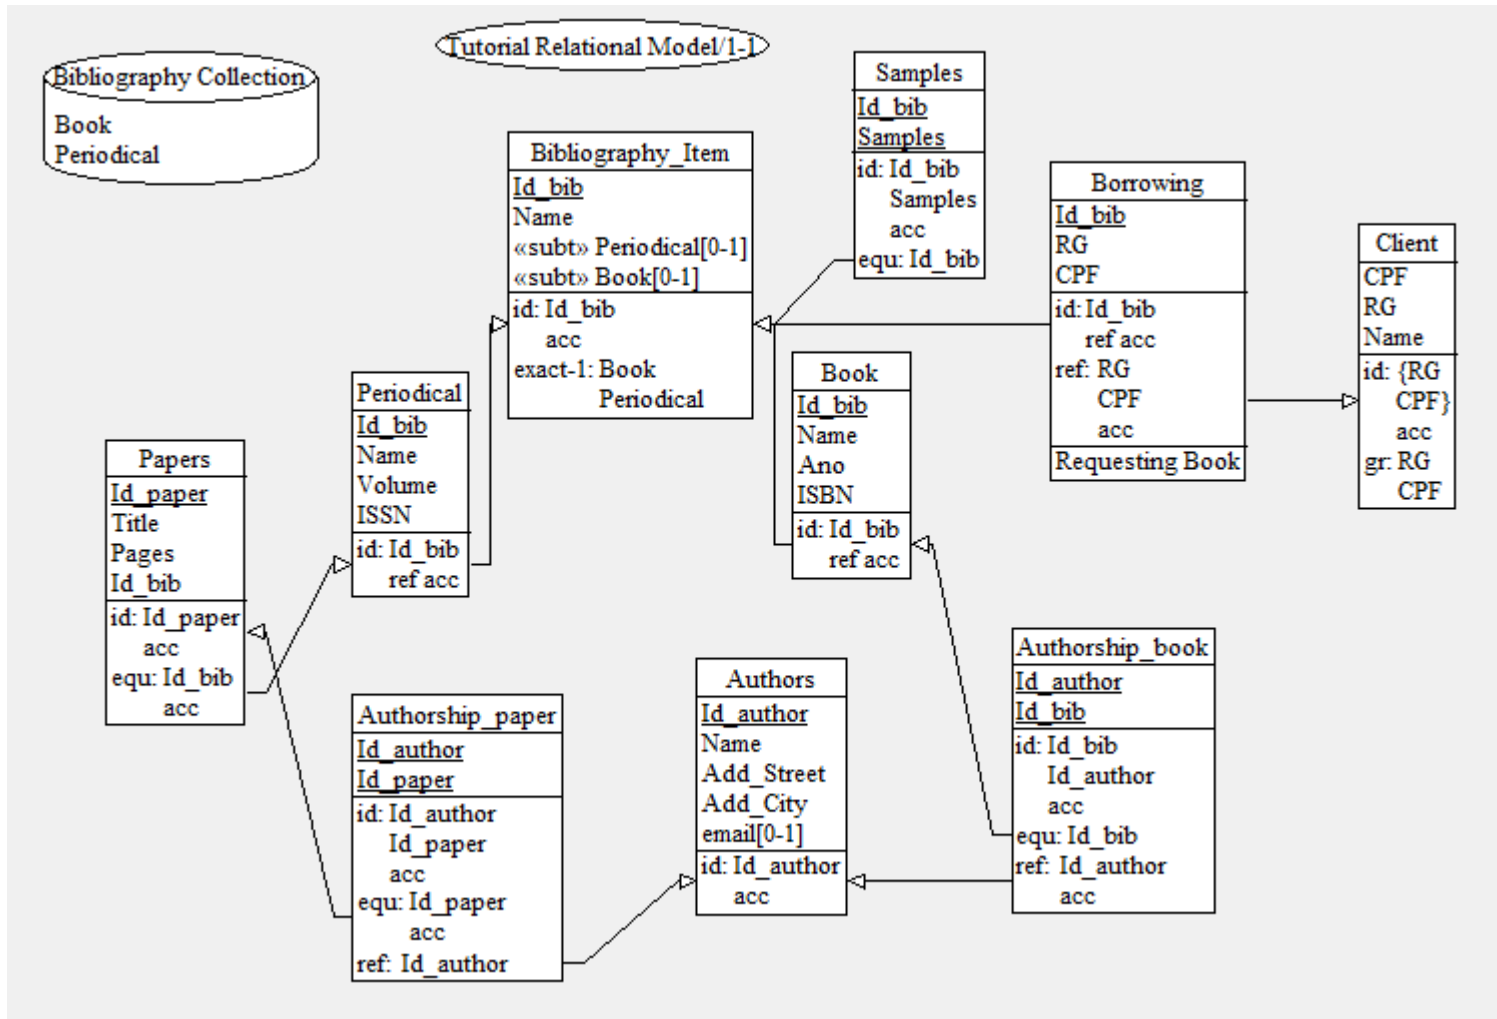 Tutorial Relational Model/1-1
Bibliography Collection
Book
Periodical
Samples
Id_bib
Samples
id: Id_bib
Samples
acc
equ: Id_bib
Bibliography_Item
Id_bib
Name
«subt» Periodical[0-1]
«subt» Book[0-1]
id: Id_bib
acc
exact-1: Book
Periodical
Borrowing
Id_bib
RG
CPF
id: Id_bib
ref acc
ref: RG
CPF
acc
Requesting Book
Client
CPF
RG
Name
id: {RG
CPF}
acc
gr: RG
CPF
Book
Id_bib
Name
Ano
ISBN
id: Id_bib
ref acc
Periodical
Id_bib
Name
Volume
ISSN
id: Id_bib
ref acc
Papers
Id_paper
Title
Pages
Id_bib
id: Id_paper
acc
equ: Id_bib
acc
Authorship_paper
Id_author
Id_paper
id: Id_author
Id_paper
acc
equ: Id_paper
acc
ref: Id_author
Authors
Id_author
Name
Add_Street
Add_City
email[0-1]
id: Id_author
acc
Authorship_book
Id_author
Id_bib
id: Id_bib
Id_author
acc
equ: Id_bib
ref: Id_author
acc